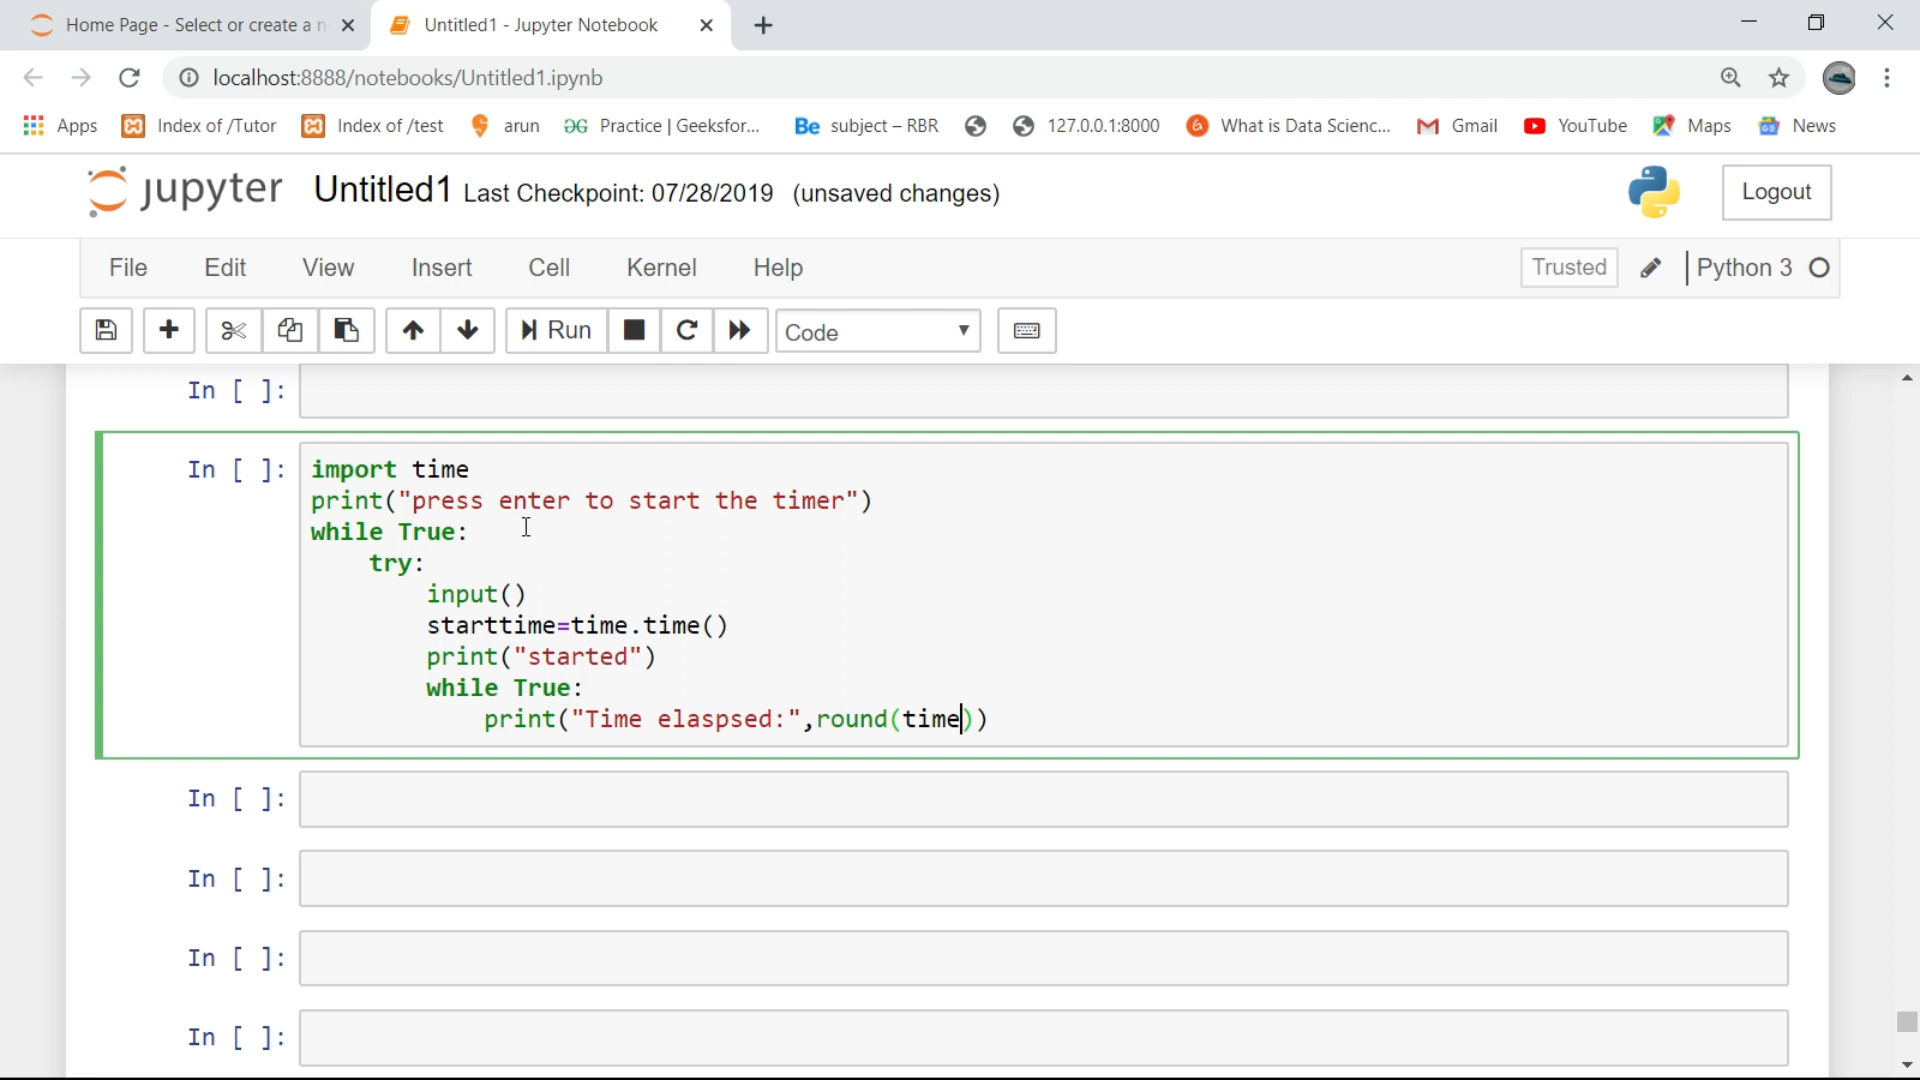 Home Page - Select or create a n
Untitled1 - Jupyter Notebook
localhost:8888/notebooks/Untitled1.ipynb
Apps Index of /Tutor Index of /test arun Practice | Geeksfor... Be subject – RBR 127.0.0.1:8000 What is Data Scienc... Gmail YouTube Maps News
jupyter Untitled1 Last Checkpoint: 07/28/2019 (unsaved changes) Logout
File Edit View Insert Cell Kernel Help Trusted Python 3
Run Code
In [ ]:
In [ ]: import time
print("press enter to start the timer")
while True:
    try:
        input()
        starttime=time.time()
        print("started")
        while True:
            print("Time elaspsed:",round(time))
In [ ]:
In [ ]:
In [ ]:
In [ ]: